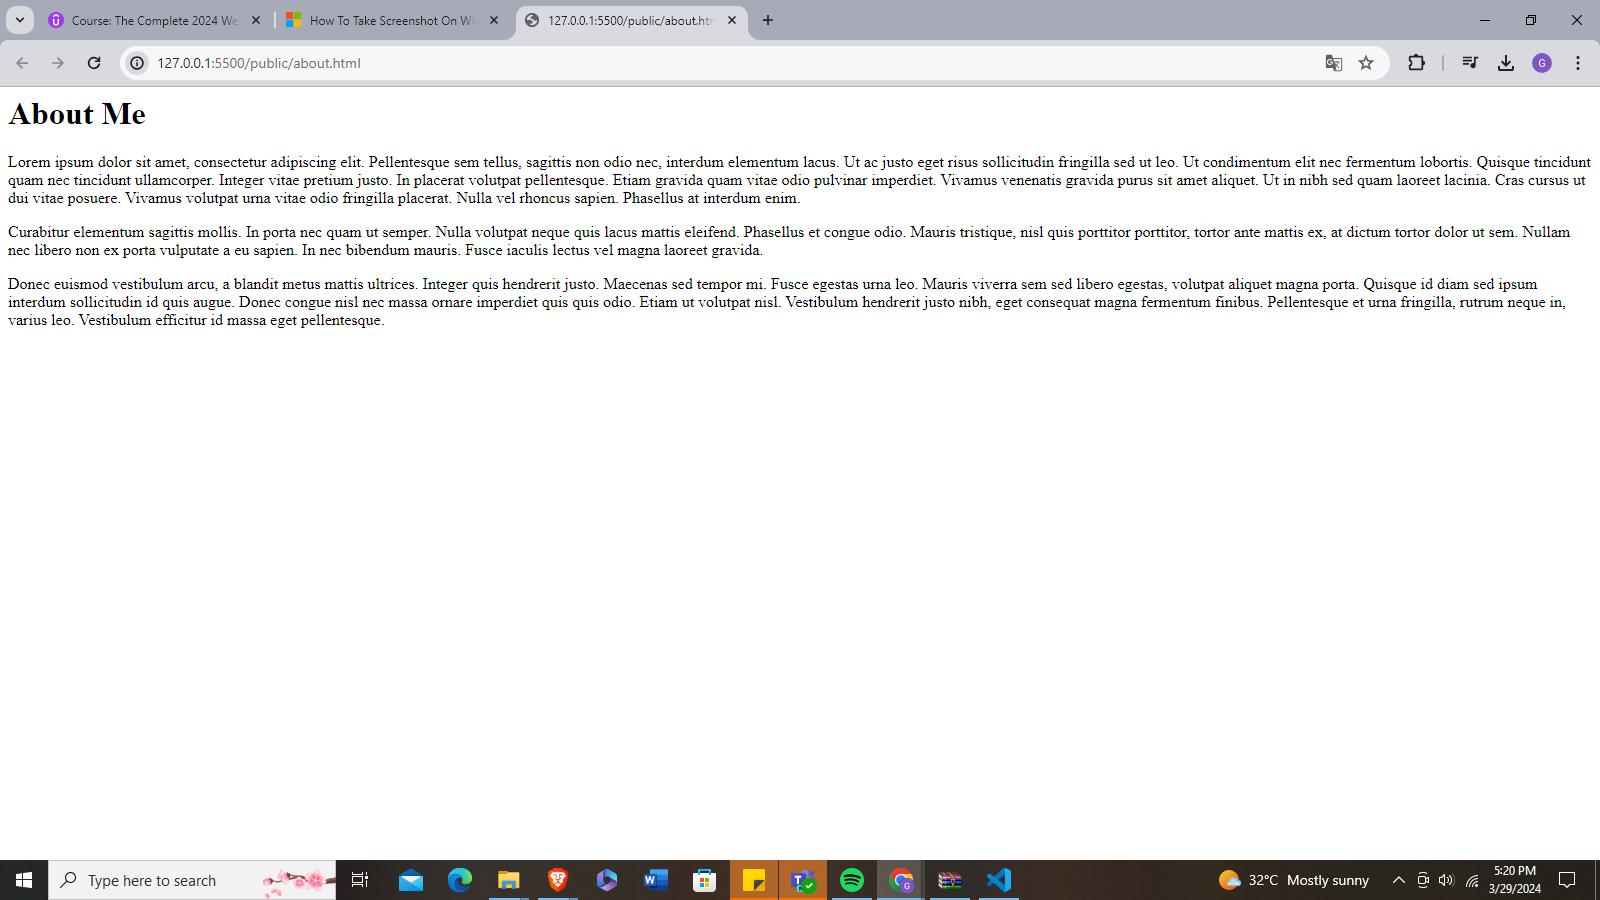 Course: The Complete 2024 We
How To Take Screenshot On Wi
127.0.0.1:5500/public/about.htm
127.0.0.1:5500/public/about.html
G
About Me
Lorem ipsum dolor sit amet, consectetur adipiscing elit. Pellentesque sem tellus, sagittis non odio nec, interdum elementum lacus. Ut ac justo eget risus sollicitudin fringilla sed ut leo. Ut condimentum elit nec fermentum lobortis. Quisque tincidunt
quam nec tincidunt ullamcorper. Integer vitae pretium justo. In placerat volutpat pellentesque. Etiam gravida quam vitae odio pulvinar imperdiet. Vivamus venenatis gravida purus sit amet aliquet. Ut in nibh sed quam laoreet lacinia. Cras cursus ut
dui vitae posuere. Vivamus volutpat urna vitae odio fringilla placerat. Nulla vel rhoncus sapien. Phasellus at interdum enim.
Curabitur elementum sagittis mollis. In porta nec quam ut semper. Nulla volutpat neque quis lacus mattis eleifend. Phasellus et congue odio. Mauris tristique, nisl quis porttitor porttitor, tortor ante mattis ex, at dictum tortor dolor ut sem. Nullam
nec libero non ex porta vulputate a eu sapien. In nec bibendum mauris. Fusce iaculis lectus vel magna laoreet gravida.
Donec euismod vestibulum arcu, a blandit metus mattis ultrices. Integer quis hendrerit justo. Maecenas sed tempor mi. Fusce egestas urna leo. Mauris viverra sem sed libero egestas, volutpat aliquet magna porta. Quisque id diam sed ipsum
interdum sollicitudin id quis augue. Donec congue nisl nec massa ornare imperdiet quis quis odio. Etiam ut volutpat nisl. Vestibulum hendrerit justo nibh, eget consequat magna fermentum finibus. Pellentesque et urna fringilla, rutrum neque in,
varius leo. Vestibulum efficitur id massa eget pellentesque.
Type here to search
32°C Mostly sunny
5:20 PM
3/29/2024